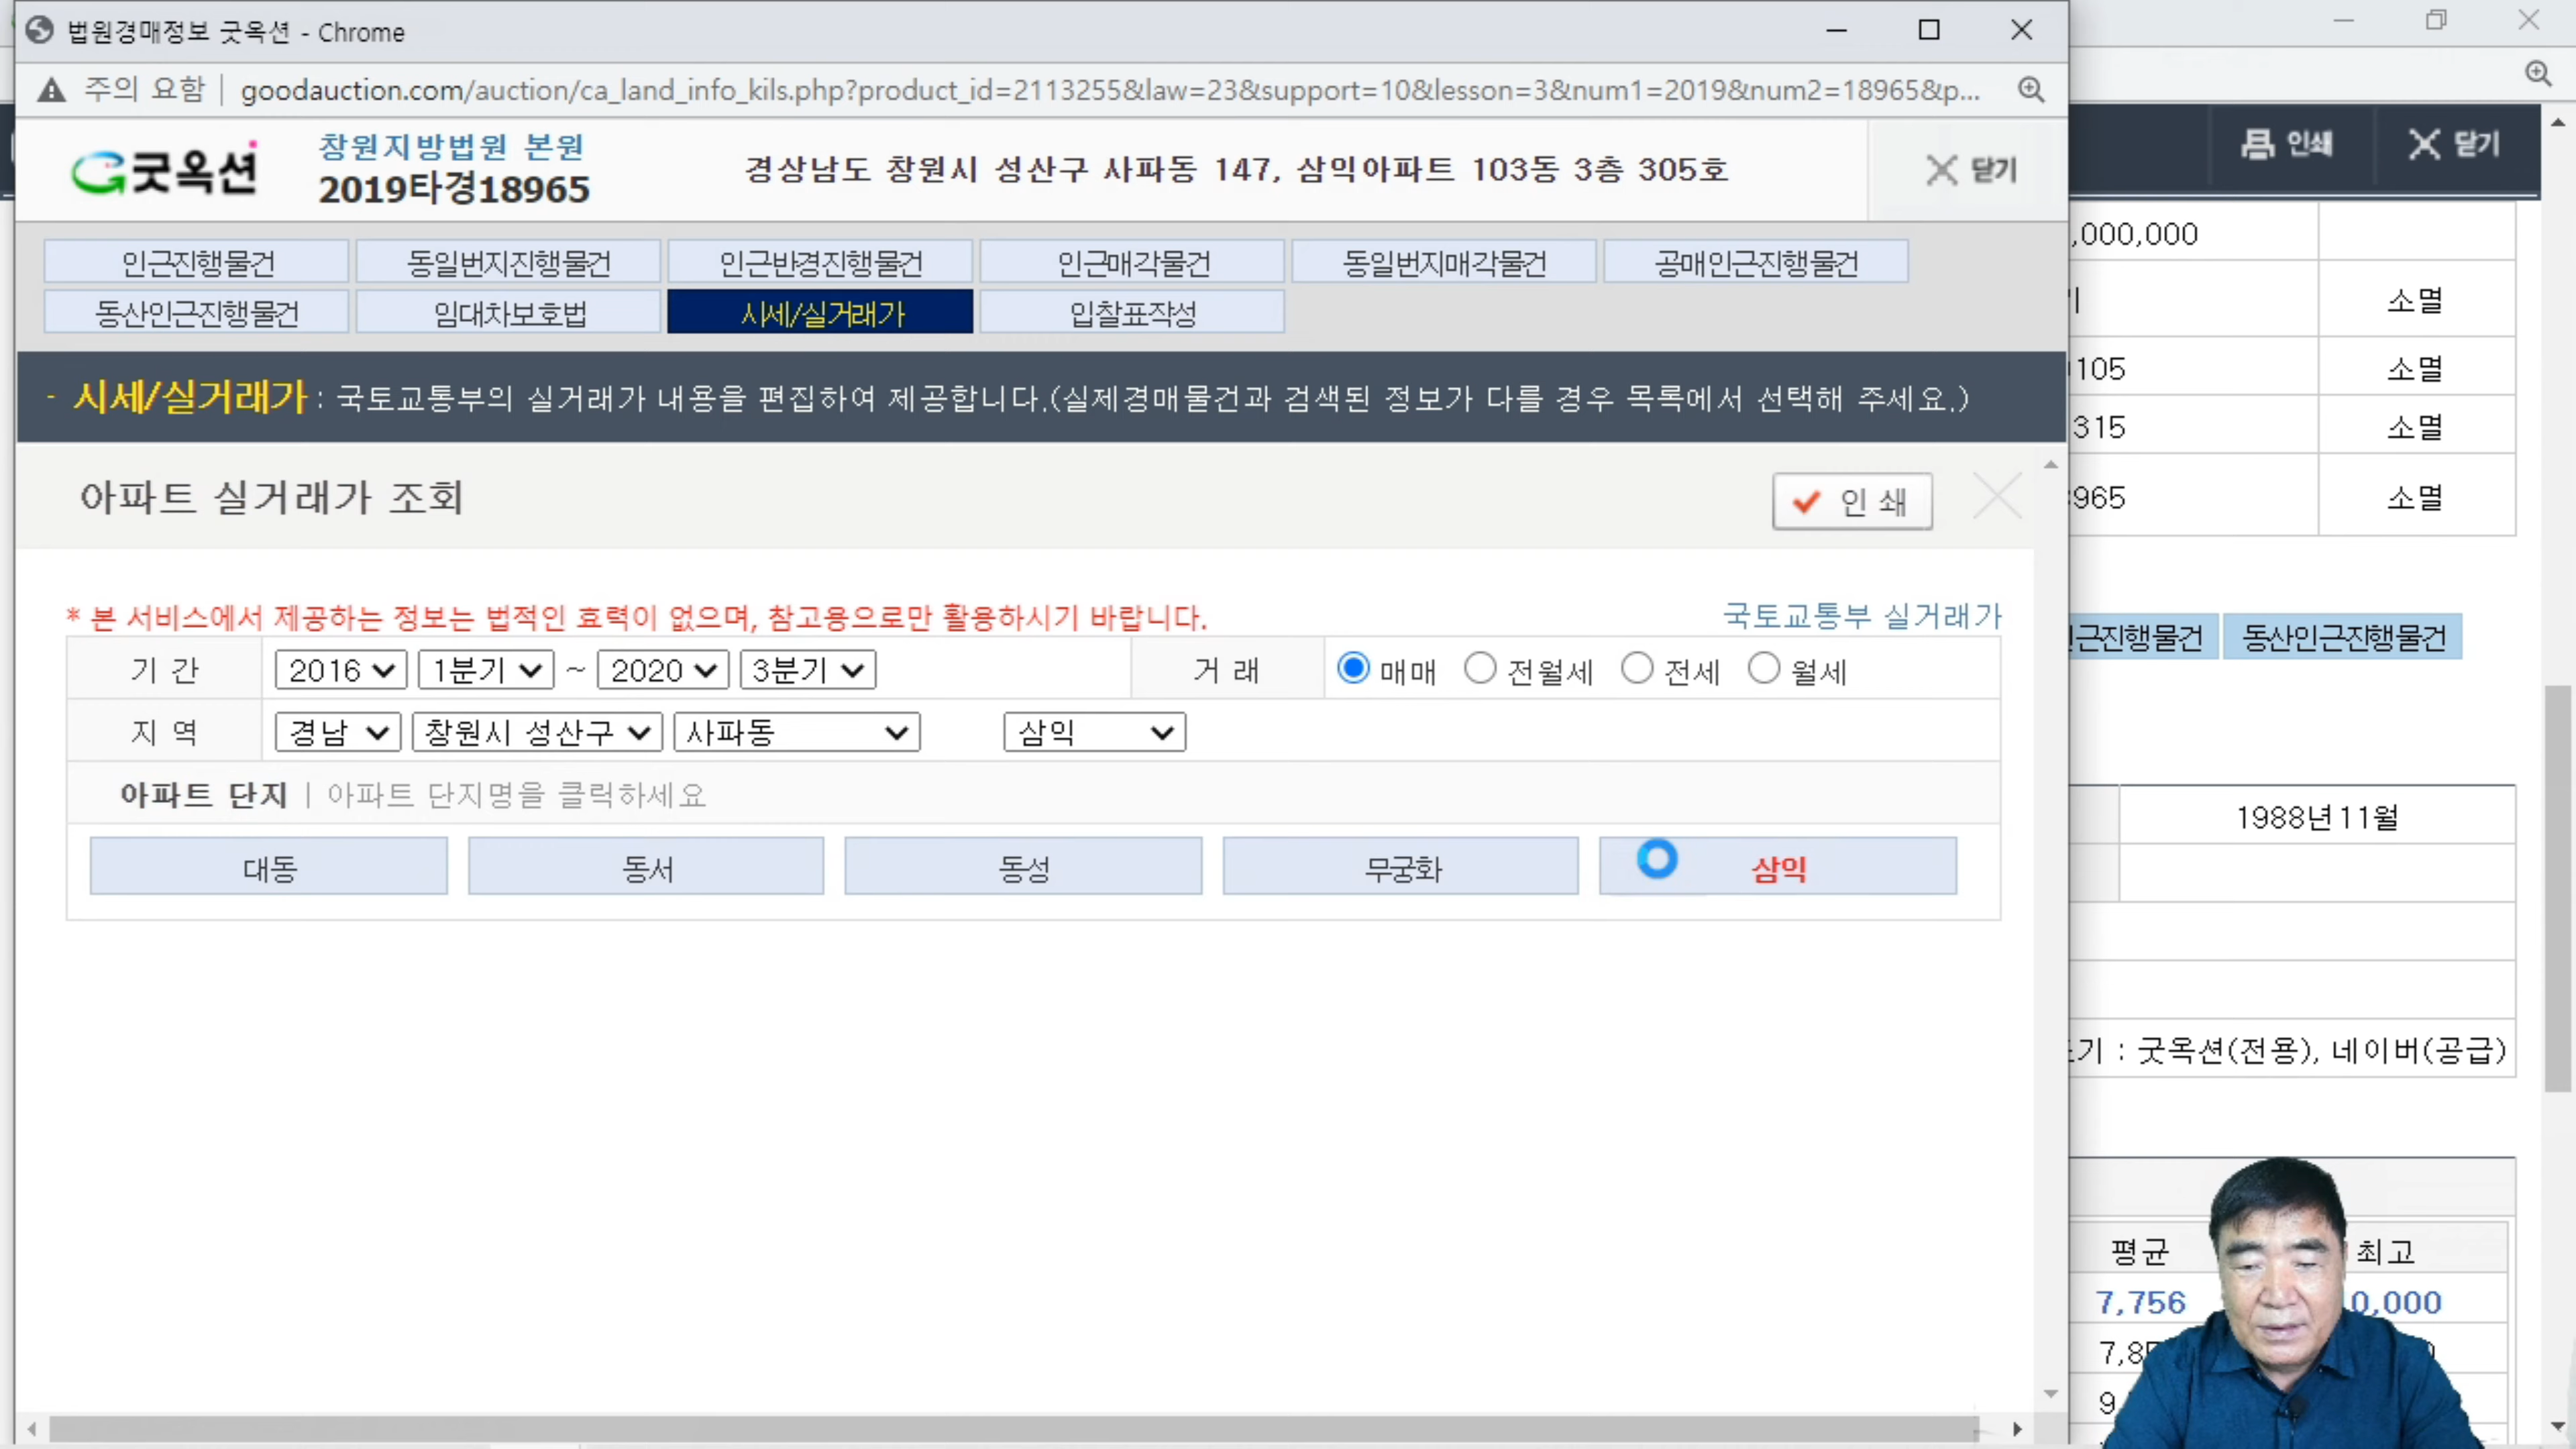 법원경매정보 굿옥션 - Chrome
주의 요함 | goodauction.com/auction/ca_land_info_kils.php?product_id=2113255&law=23&support=10&lesson=3&num1=2019&num2=18965&p...
굿옥션
창원지방법원 본원
2019타경18965
경상남도 창원시 성산구 사파동 147, 삼익아파트 103동 3층 305호
닫기
인근진행물건 동일번지진행물건 인근반경진행물건 인근매각물건 동일번지매각물건 공매인근진행물건
동산인근진행물건 임대차보호법 시세/실거래가 입찰표작성
- 시세/실거래가 : 국토교통부의 실거래가 내용을 편집하여 제공합니다.(실제경매물건과 검색된 정보가 다를 경우 목록에서 선택해 주세요.)
아파트 실거래가 조회
인 쇄
* 본 서비스에서 제공하는 정보는 법적인 효력이 없으며, 참고용으로만 활용하시기 바랍니다.
국토교통부 실거래가
기 간 2016 1분기 ~ 2020 3분기 거 래 매매 전월세 전세 월세
지 역 경남 창원시 성산구 사파동 삼익
아파트 단지 | 아파트 단지명을 클릭하세요
대동 동서 동성 무궁화 삼익
인쇄 닫기
,000,000
소멸
105 소멸
315 소멸
965 소멸
근진행물건 동산인근진행물건
1988년 11월
기 : 굿옥션(전용), 네이버(공급)
평균 최고
7,756 0,000
7,8
9